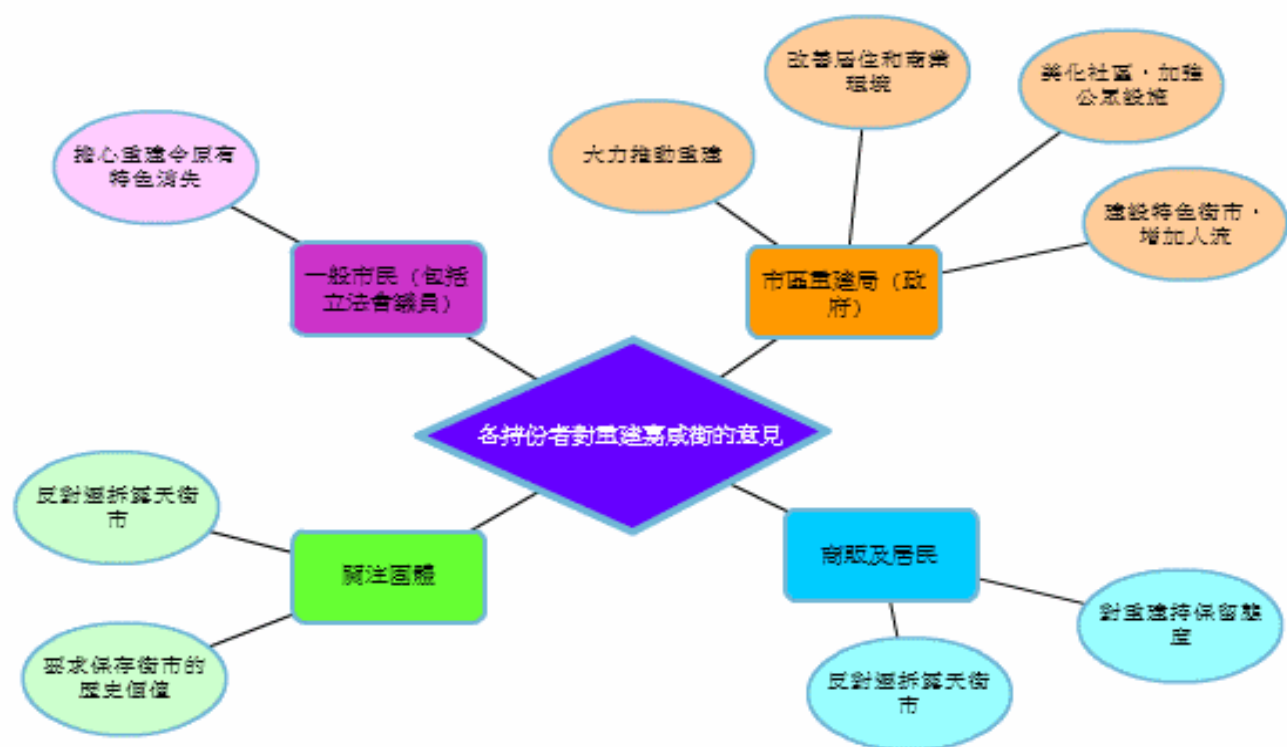 擔心重建令原有
特色消失
一般市民（包括
立法會議員）
大力推動重建
改善居住和商業
環境
美化社區，加強
公眾設施
建設特色街市，
增加人流
市區重建局（政
府）
各持份者對重建嘉咸街的意見
反對遷拆露天街
市
要求保存街市的
歷史價值
關注團體
商販及居民
反對遷拆露天街
市
對重建持保留態
度